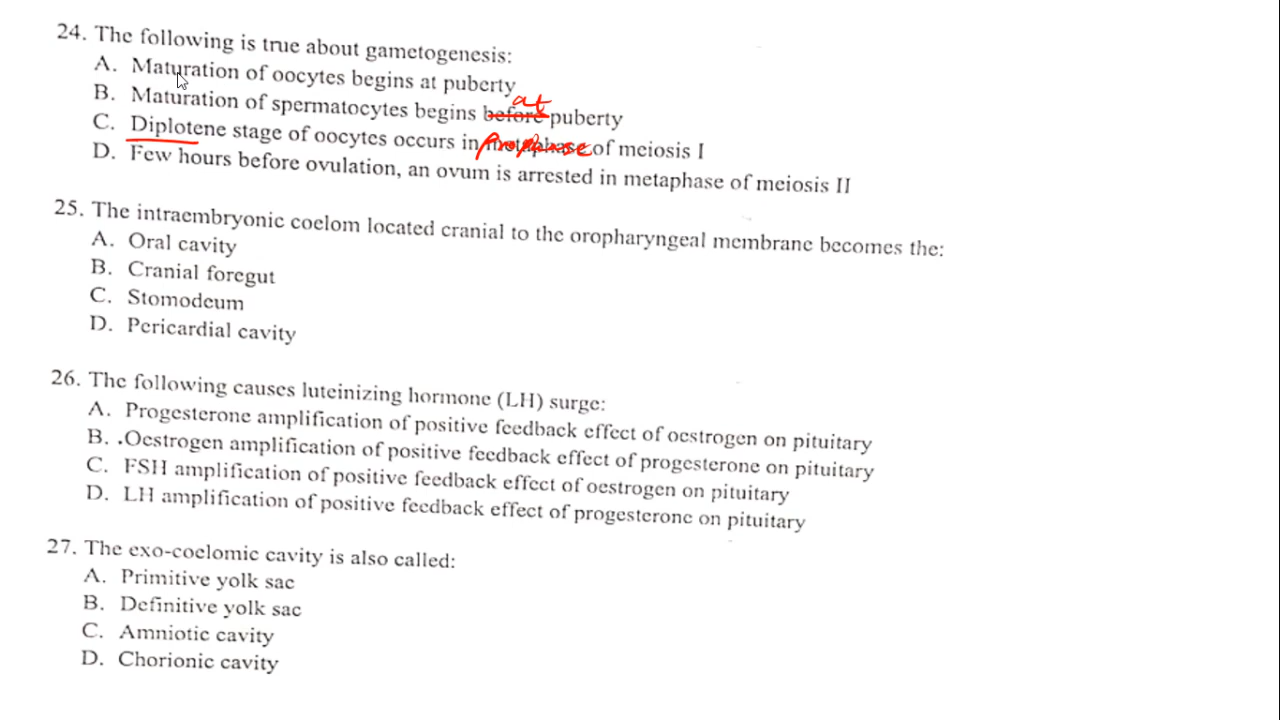 24. The following is true about gametogenesis:
A. Maturation of oocytes begins at puberty
at
B. Maturation of spermatocytes begins before puberty
C. Diplotene stage of oocytes occurs in metaphase prophase of meiosis I
D. Few hours before ovulation, an ovum is arrested in metaphase of meiosis II
25. The intraembryonic coelom located cranial to the oropharyngeal membrane becomes the:
A. Oral cavity
B. Cranial foregut
C. Stomodeum
D. Pericardial cavity
26. The following causes luteinizing hormone (LH) surge:
A. Progesterone amplification of positive feedback effect of oestrogen on pituitary
B. .Oestrogen amplification of positive feedback effect of progesterone on pituitary
C. FSH amplification of positive feedback effect of oestrogen on pituitary
D. LH amplification of positive feedback effect of progesterone on pituitary
27. The exo-coelomic cavity is also called:
A. Primitive yolk sac
B. Definitive yolk sac
C. Amniotic cavity
D. Chorionic cavity